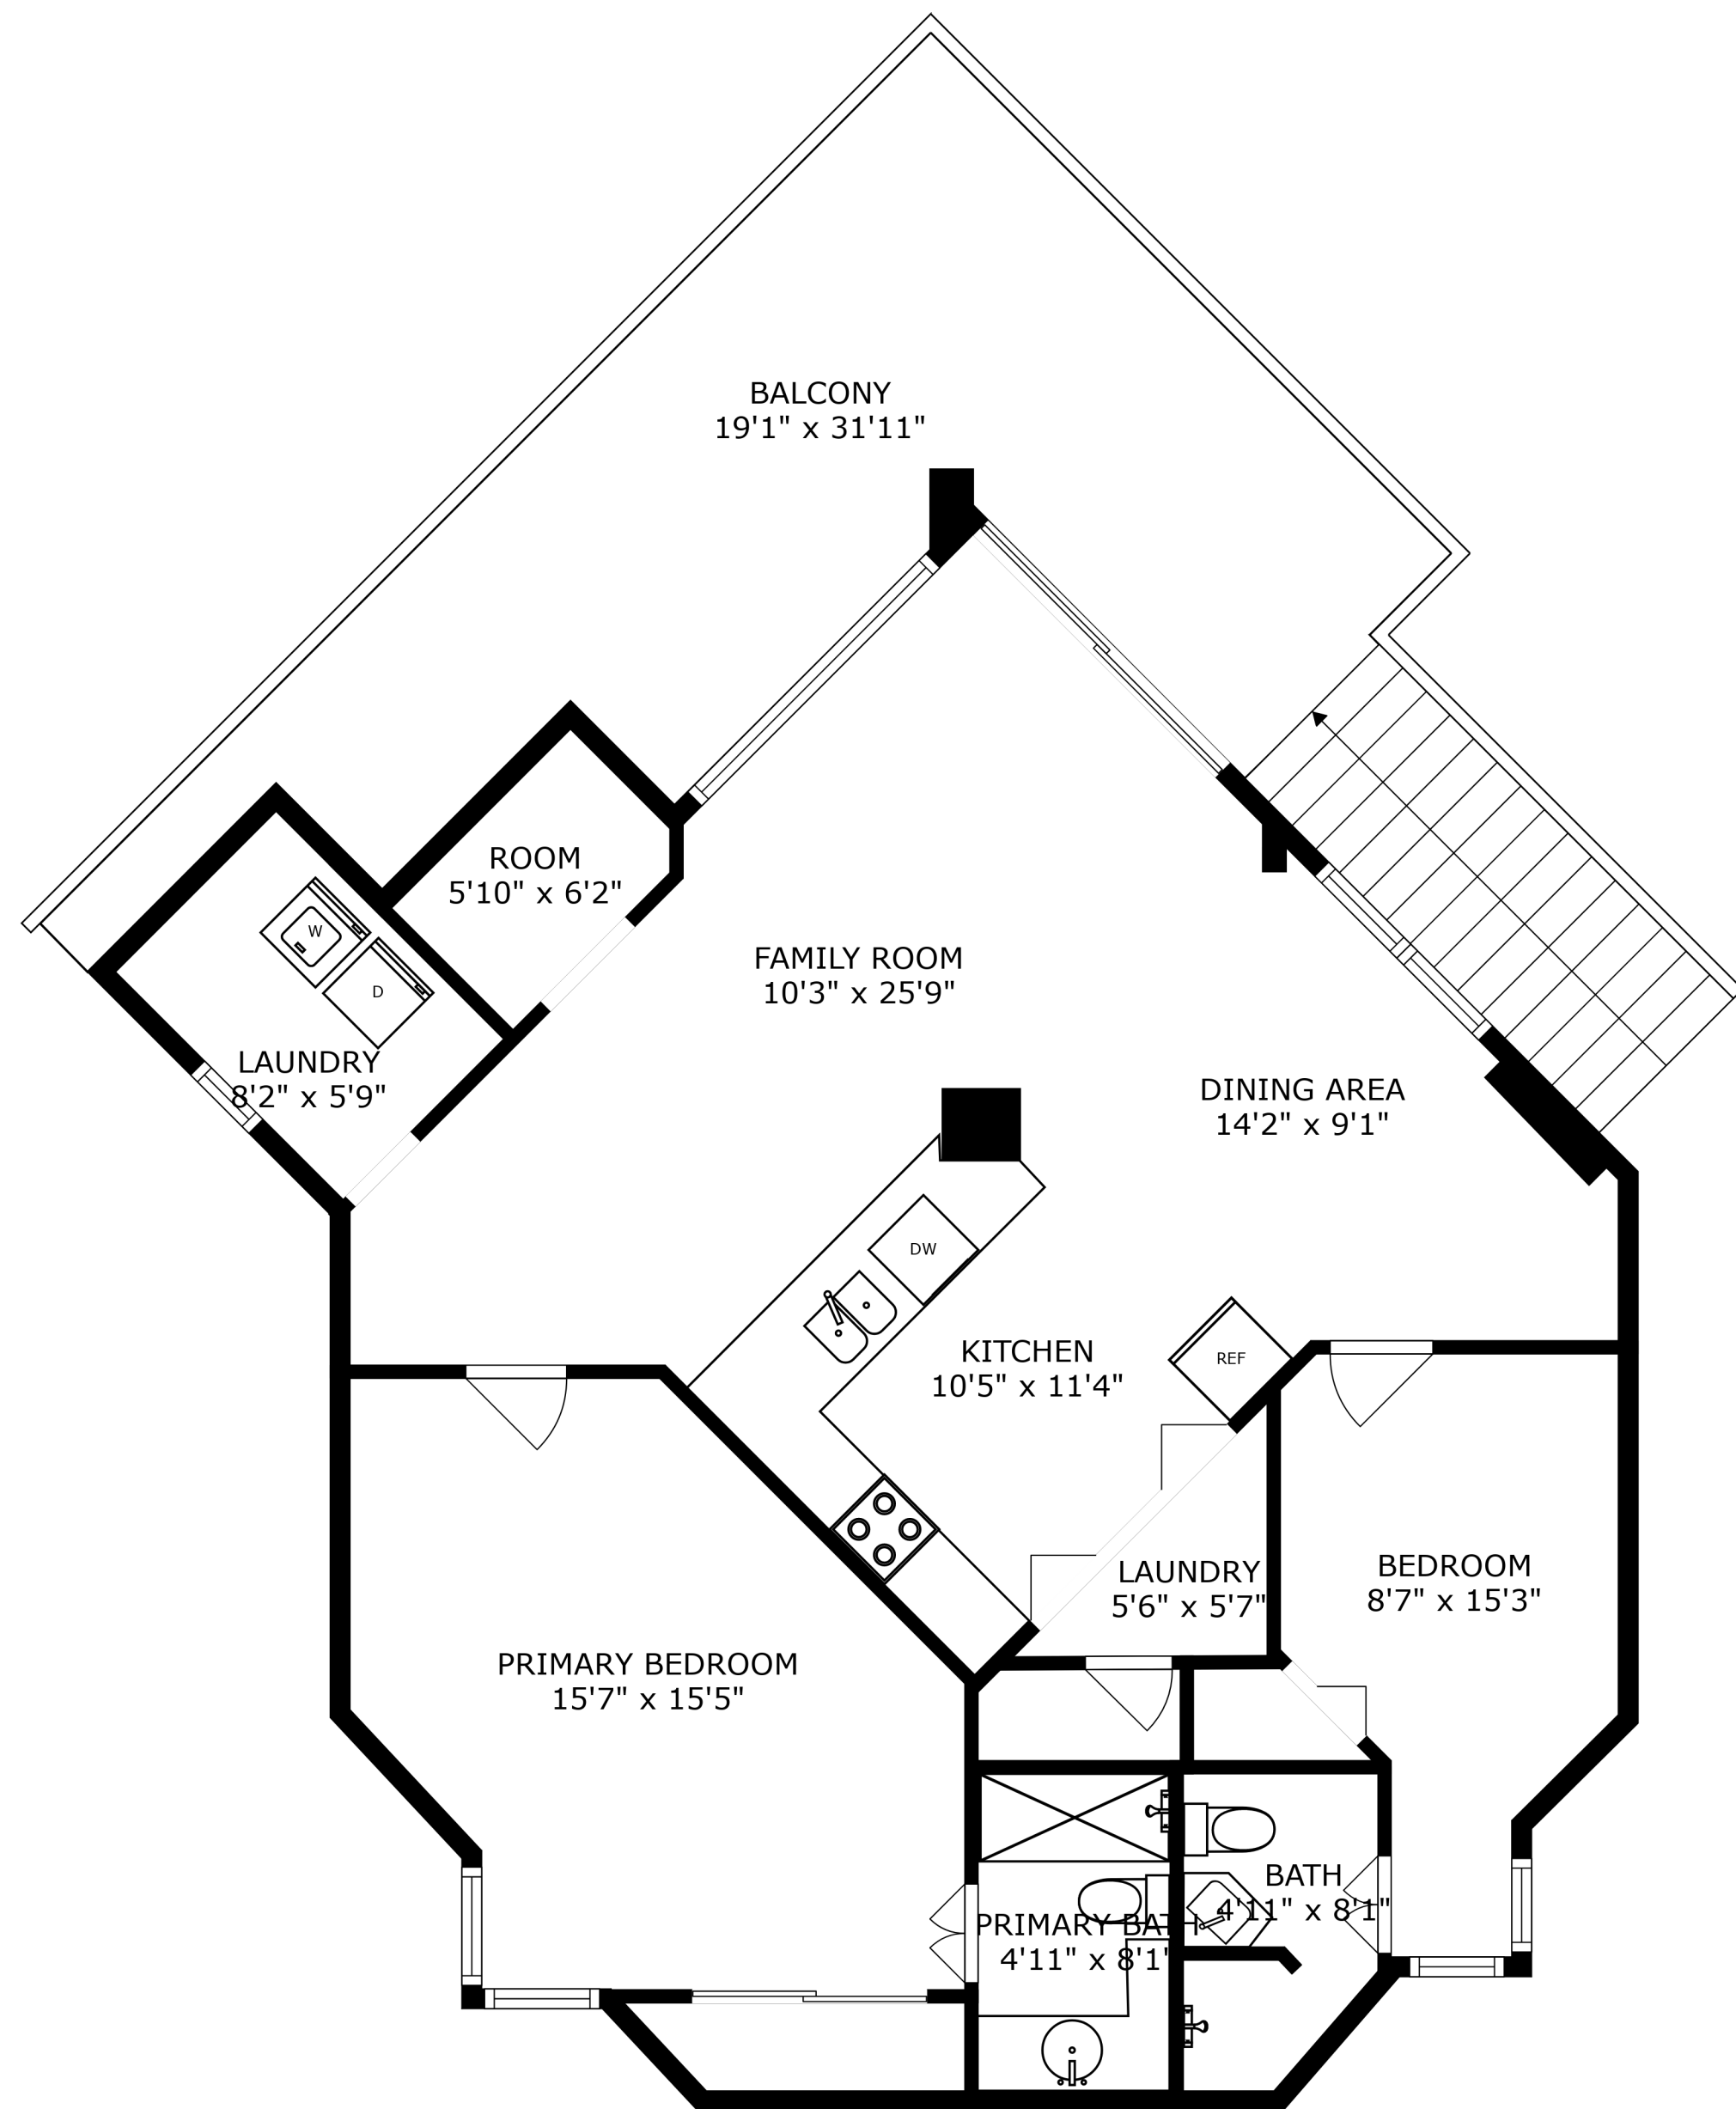 BALCONY
19'1" x 31'11"
ROOM
5'10" x 6'2"
W
D
FAMILY ROOM
10'3" x 25'9"
LAUNDRY
8'2" x 5'9"
DINING AREA
14'2" x 9'1"
DW
KITCHEN
10'5" x 11'4"
REF
LAUNDRY
5'6" x 5'7"
BEDROOM
8'7" x 15'3"
PRIMARY BEDROOM
15'7" x 15'5"
BATH
4'11" x 8'1"
PRIMARY BATH
4'11" x 8'1"